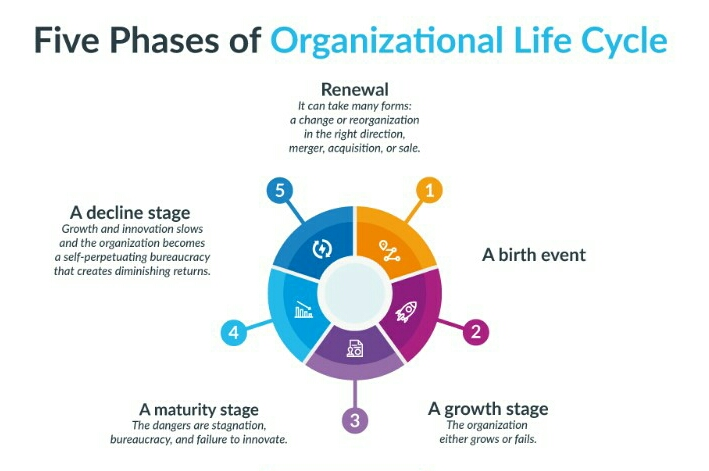 Five Phases of Organizational Life Cycle
Renewal
It can take many forms:
a change or reorganization
in the right direction,
merger, acquisition, or sale.
5
1
A decline stage
Growth and innovation slows
and the organization becomes
a self-perpetuating bureaucracy
that creates diminishing returns.
A birth event
4
2
A maturity stage
The dangers are stagnation,
bureaucracy, and failure to innovate.
3
A growth stage
The organization
either grows or fails.